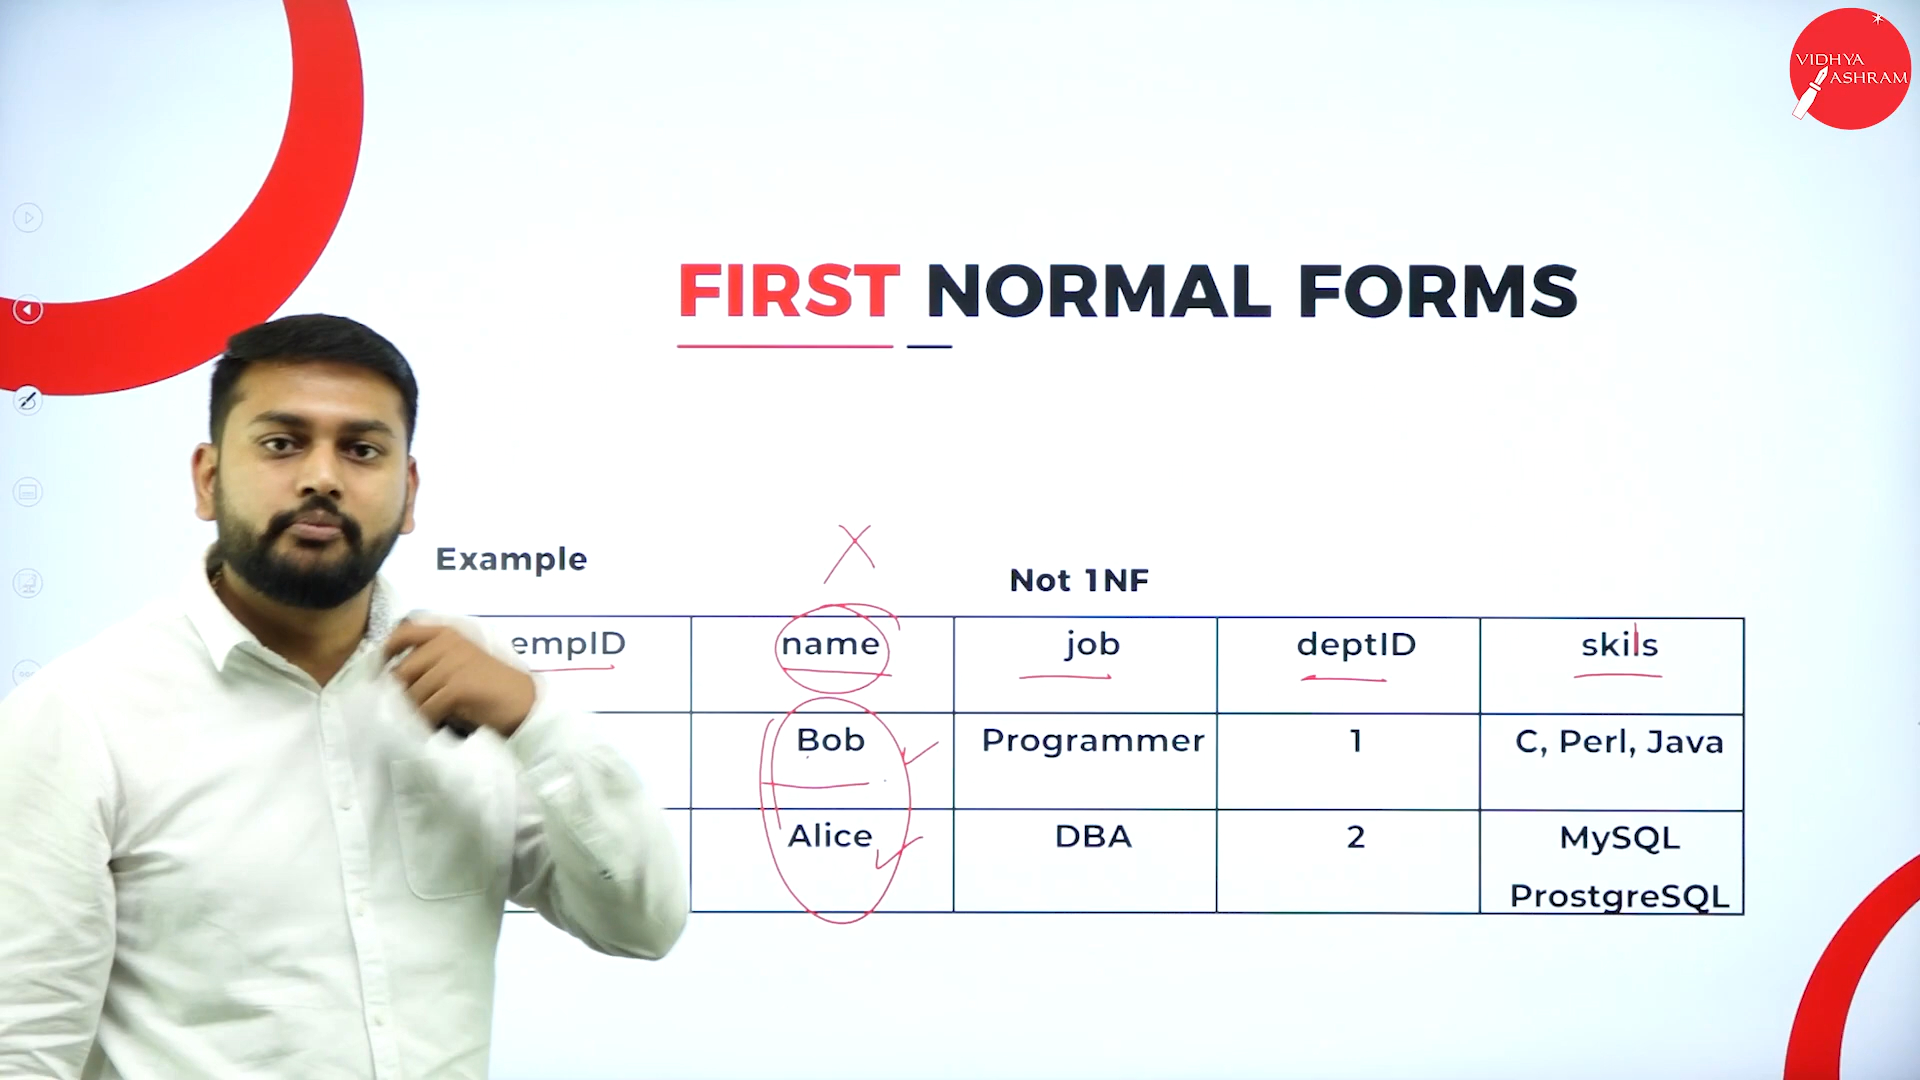 VIDHYA
ASHRAM
FIRST NORMAL FORMS
Example
Not 1NF
empID name job deptID skils
Bob Programmer 1 C, Perl, Java
Alice DBA 2 MySQL
ProstgreSQL